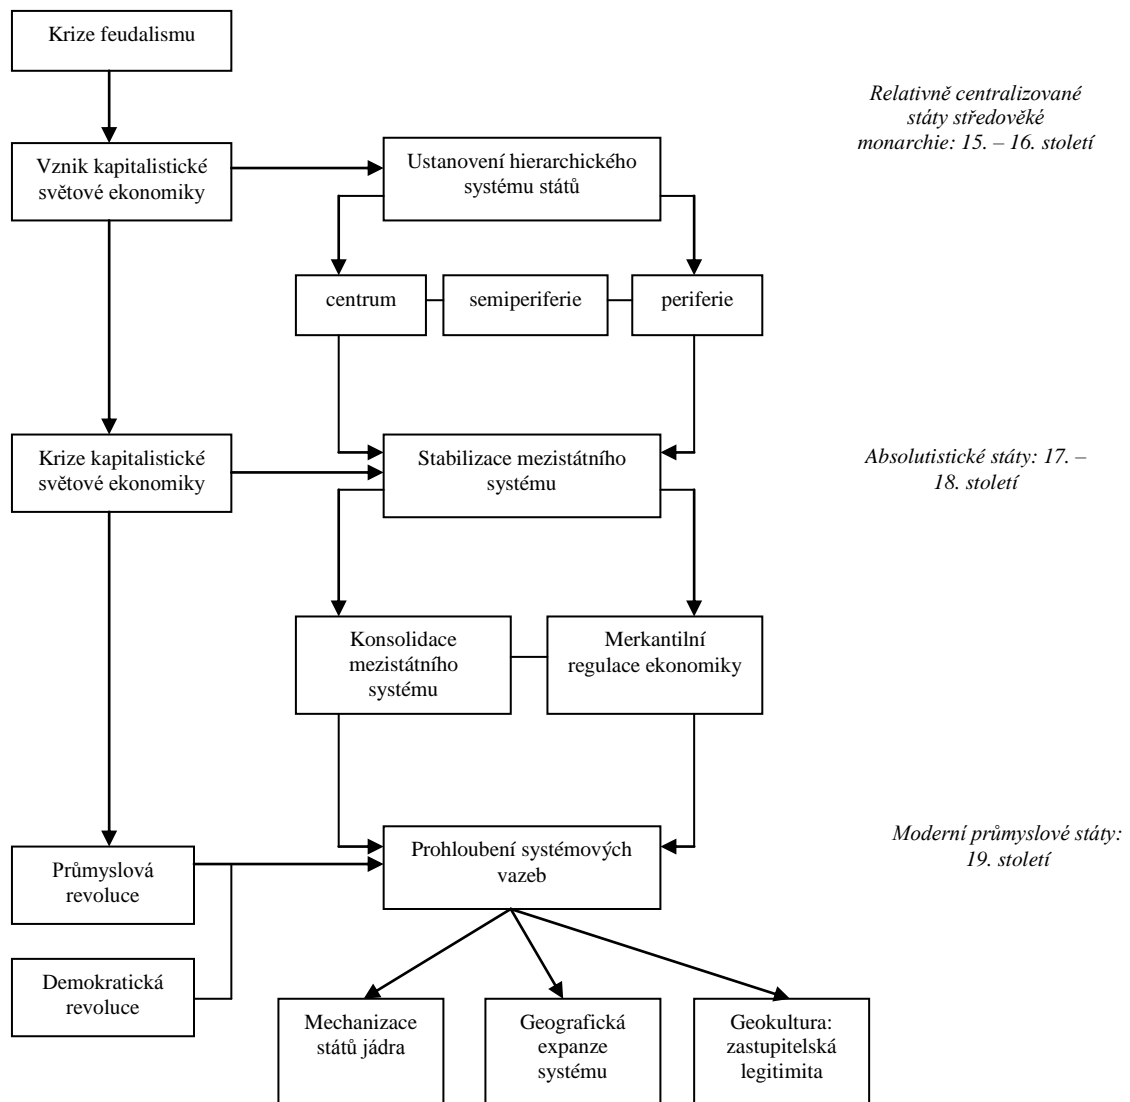 Krize feudalismu
Relativně centralizované
státy středověké
monarchie: 15. – 16. století
Vznik kapitalistické
světové ekonomiky
Ustanovení hierarchického
systému států
centrum
semiperiferie
periferie
Krize kapitalistické
světové ekonomiky
Stabilizace mezistátního
systému
Absolutistické státy: 17. –
18. století
Konsolidace
mezistátního
systému
Merkantilní
regulace ekonomiky
Moderní průmyslové státy:
19. století
Průmyslová
revoluce
Prohloubení systémových
vazeb
Demokratická
revoluce
Mechanizace
států jádra
Geografická
expanze
systému
Geokultura:
zastupitelská
legitimita